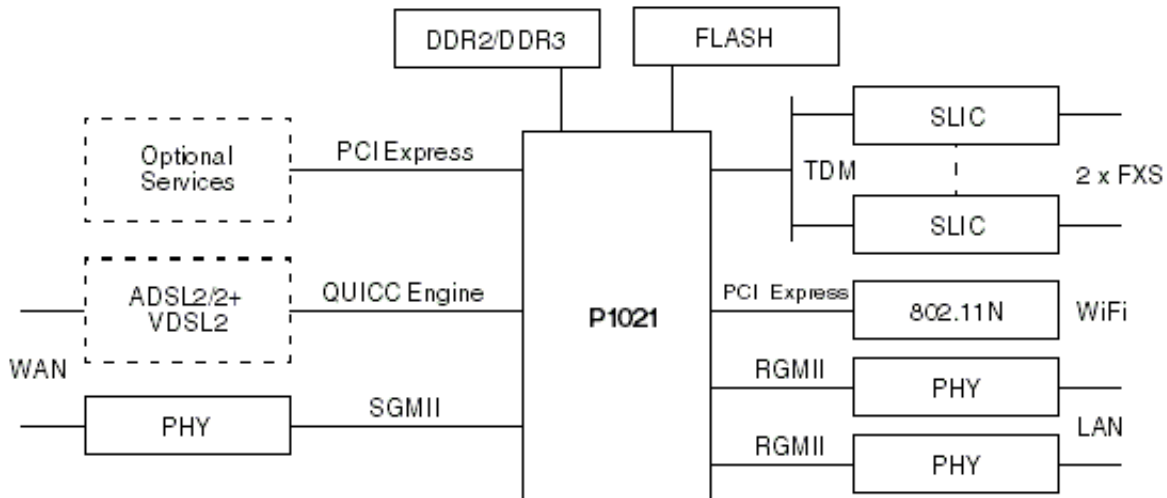 DDR2/DDR3
FLASH
Optional
Services
PCI Express
TDM
SLIC
SLIC
2 x FXS
ADSL2/2+
VDSL2
QUICC Engine
P1021
PCI Express
802.11N
WiFi
WAN
PHY
SGMII
RGMII
PHY
LAN
RGMII
PHY